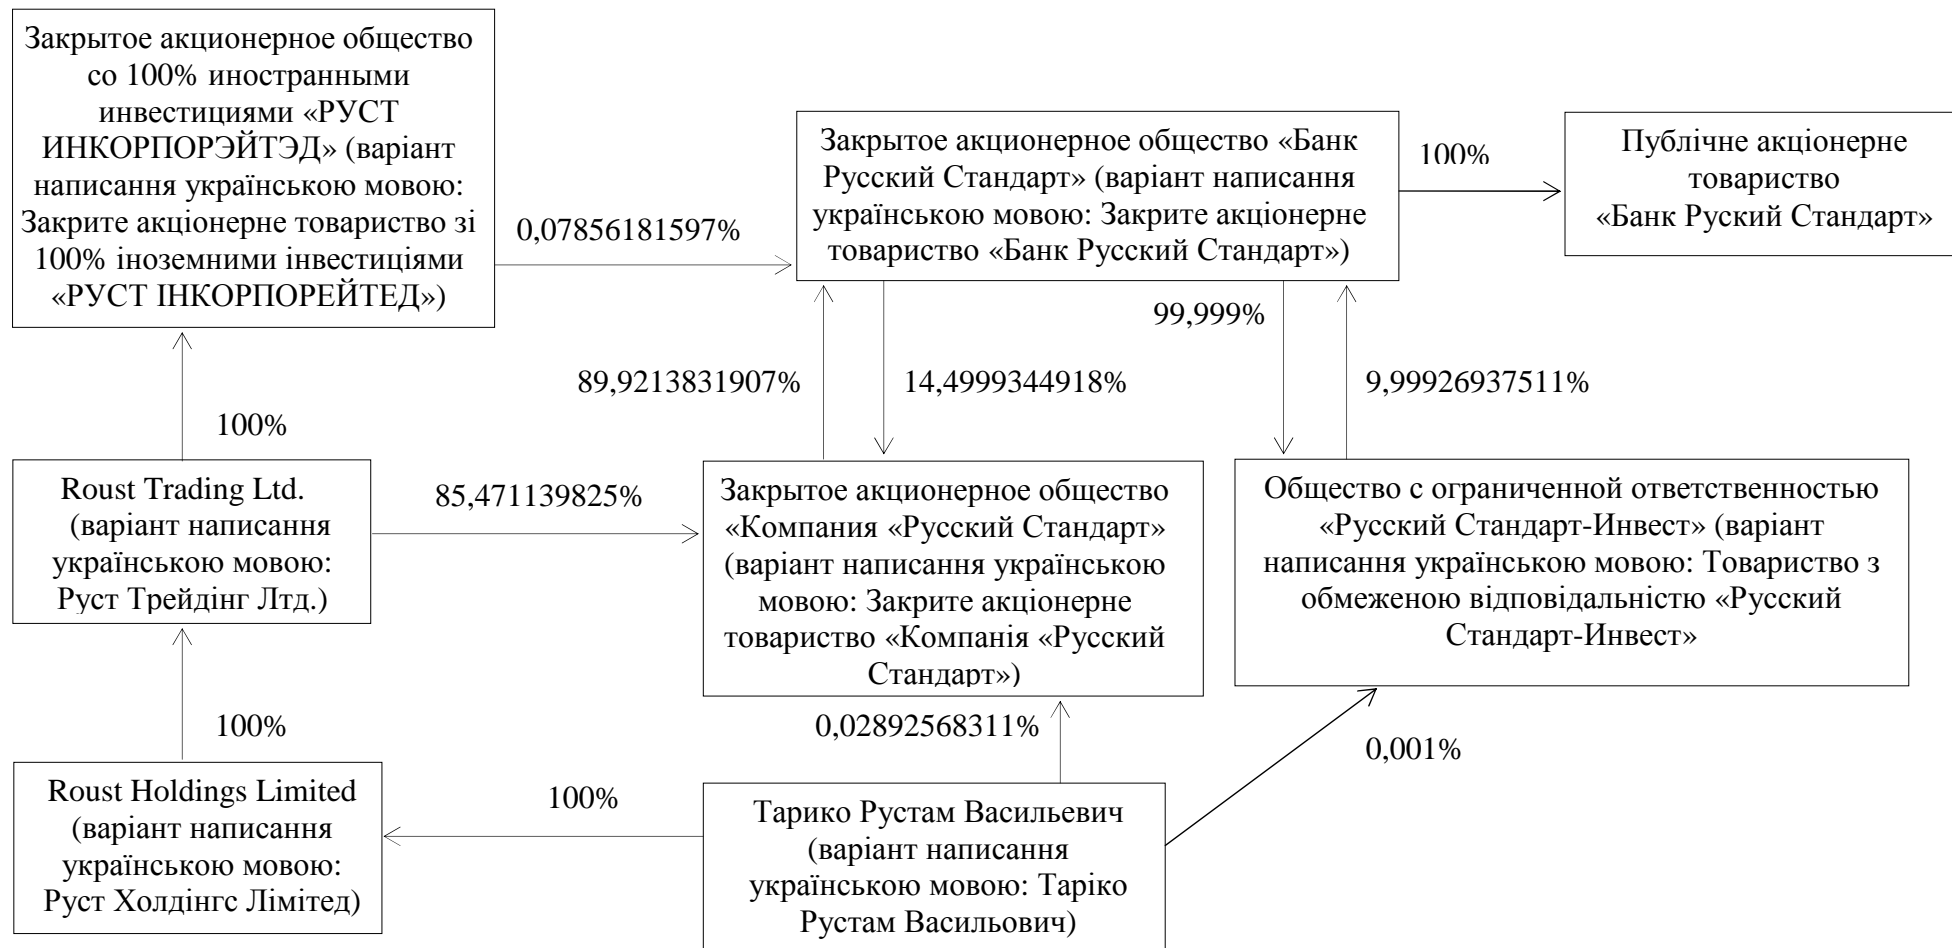 Закрытое акционерное общество
со 100% иностранными
инвестициями «РУСТ
ИНКОРПОРЭЙТЭД» (варіант
написання українською мовою:
Закрите акціонерне товариство зі
100% іноземними інвестиціями
«РУСТ ІНКОРПОРЕЙТЕД»)
0,07856181597%
Закрытое акционерное общество «Банк
Русский Стандарт» (варіант написання
українською мовою: Закрите акціонерне
товариство «Банк Русский Стандарт»)
100%
Публічне акціонерне
товариство
«Банк Руский Стандарт»
99,999%
89,9213831907%
14,4999344918%
9,99926937511%
100%
Roust Trading Ltd.
(варіант написання
українською мовою:
Руст Трейдінг Лтд.)
85,471139825%
Закрытое акционерное общество
«Компания «Русский Стандарт»
(варіант написання українською
мовою: Закрите акціонерне
товариство «Компанія «Русский
Стандарт»)
Общество с ограниченной ответственностью
«Русский Стандарт-Инвест» (варіант
написання українською мовою: Товариство з
обмеженою відповідальністю «Русский
Стандарт-Инвест»
100%
0,02892568311%
0,001%
Roust Holdings Limited
(варіант написання
українською мовою:
Руст Холдінгс Лімітед)
100%
Тарико Рустам Васильевич
(варіант написання
українською мовою: Таріко
Рустам Васильович)